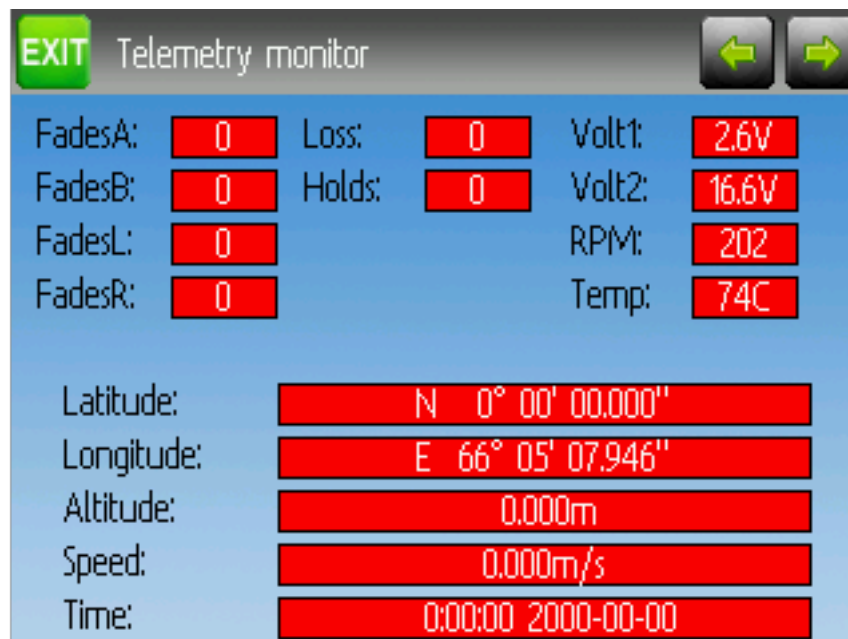 EXIT Telemetry monitor
FadesA: 0 Loss: 0 Volt1: 2.6V
FadesB: 0 Holds: 0 Volt2: 16.6V
FadesL: 0 RPM: 202
FadesR: 0 Temp: 74C
Latitude: N 0° 00' 00.000"
Longitude: E 66° 05' 07.946"
Altitude: 0.000m
Speed: 0.000m/s
Time: 0:00:00 2000-00-00